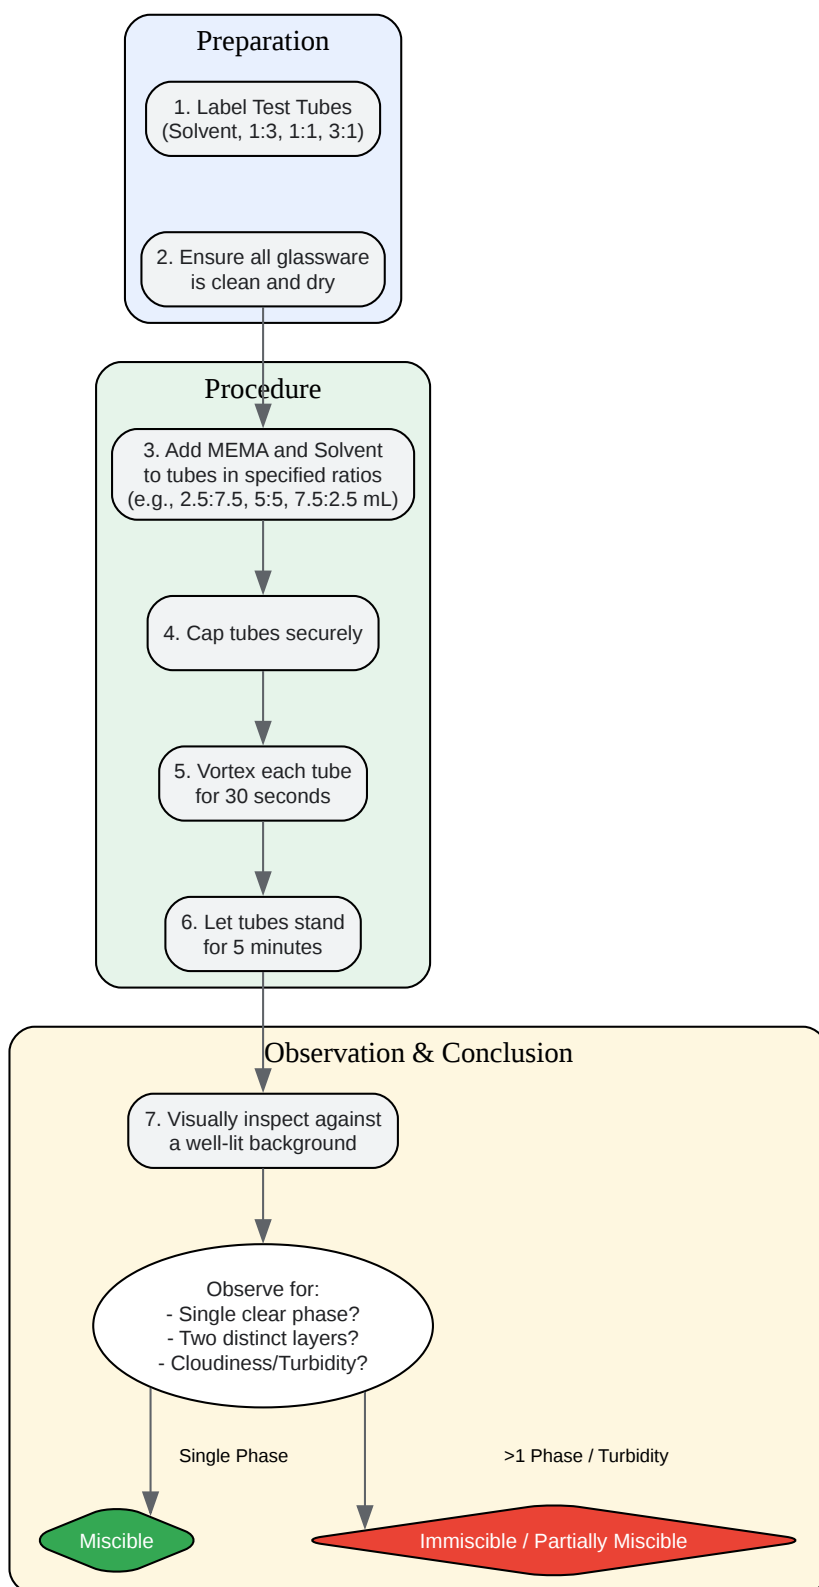 Preparation
1. Label Test Tubes
(Solvent, 1:3, 1:1, 3:1)
2. Ensure all glassware
is clean and dry
Procedure
3. Add MEMA and Solvent
to tubes in specified ratios
(e.g., 2.5:7.5, 5:5, 7.5:2.5 mL)
4. Cap tubes securely
5. Vortex each tube
for 30 seconds
6. Let tubes stand
for 5 minutes
Observation & Conclusion
7. Visually inspect against
a well-lit background
Observe for:
- Single clear phase?
- Two distinct layers?
- Cloudiness/Turbidity?
Single Phase
>1 Phase / Turbidity
Miscible
Immiscible / Partially Miscible